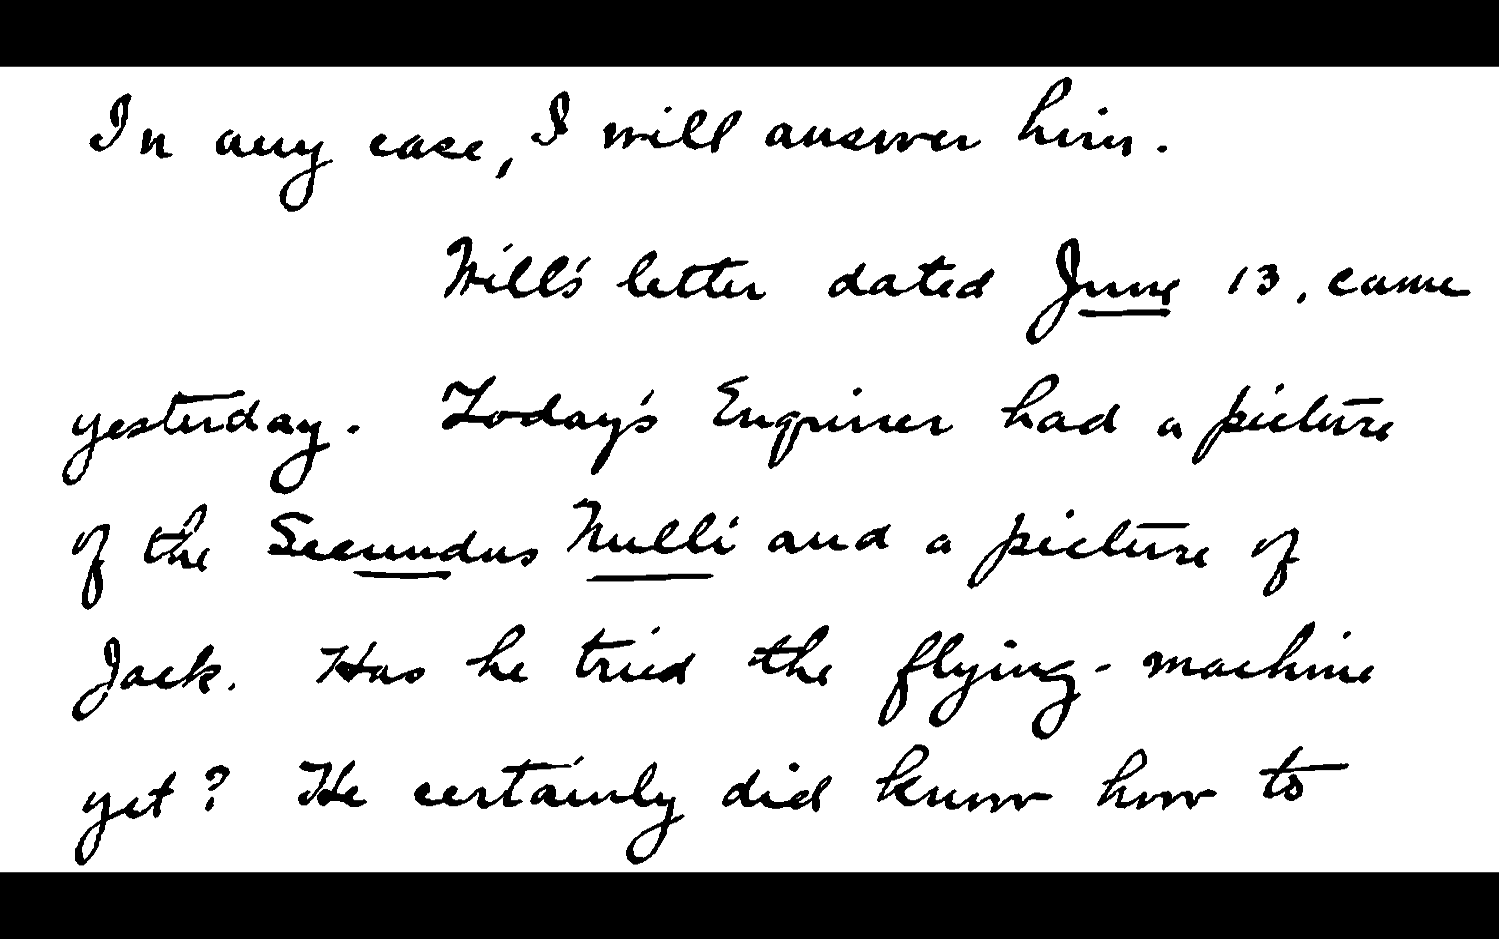 In any case, I will answer him.
Will's letter dated June 13, came
yesterday. Today's Enquirer had a picture
of the Secundus Nulli and a picture of
Jack. Has he tried the flying-machine
yet? He certainly did know how to